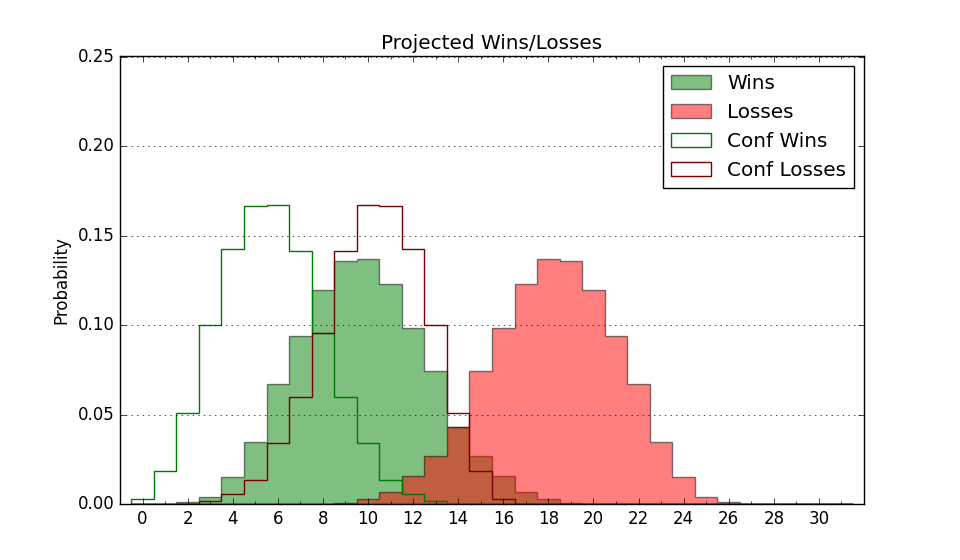 Projected Wins/Losses
0.25
0.20
0.15
0.10
0.05
0.00
Probability
Wins
Losses
Conf Wins
Conf Losses
0 2 4 6 8 10 12 14 16 18 20 22 24 26 28 30